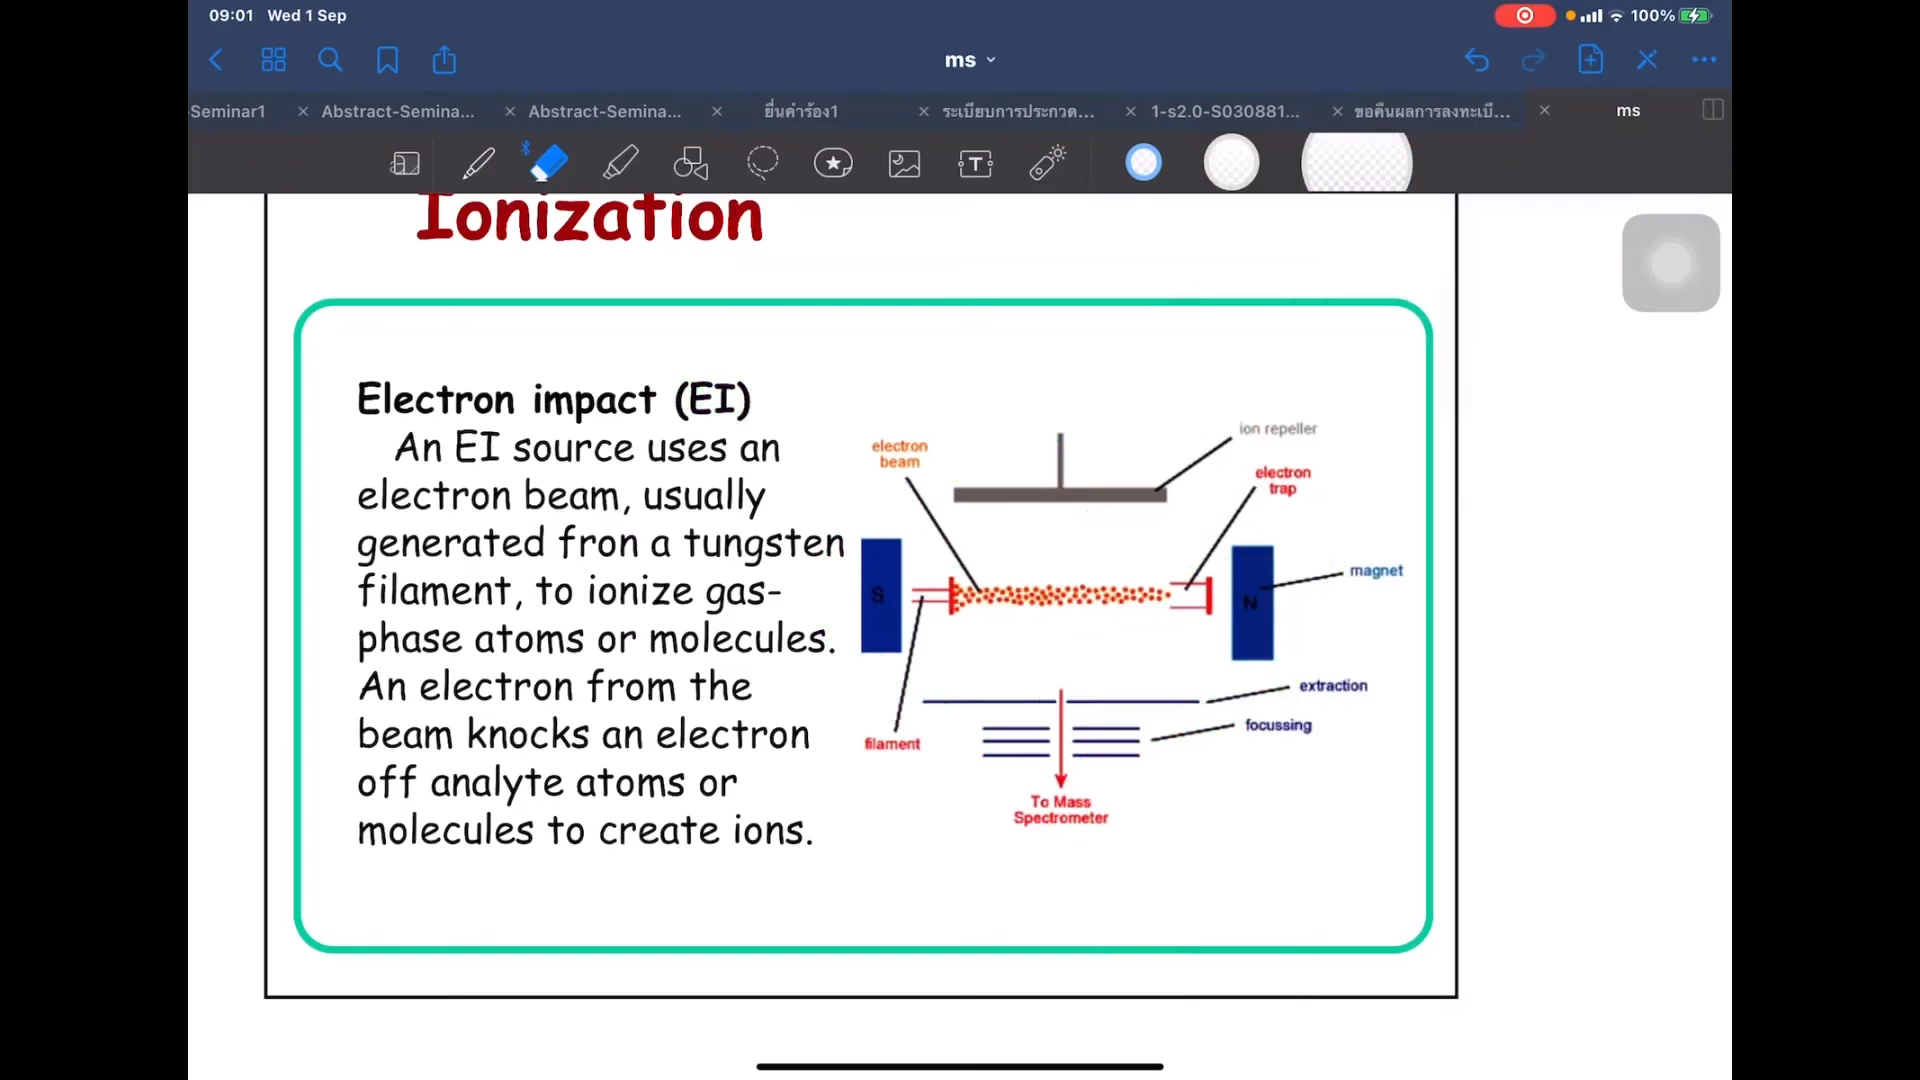 09:01 Wed 1 Sep
100%
ms
Seminar1
Abstract-Semina...
Abstract-Semina...
ยื่นคำร้อง1
ระเบียบการประกวด...
1-s2.0-S030881...
ขอคืนผลการลงทะเบี...
ms
T
Ionization
Electron impact (EI)
An EI source uses an
electron beam, usually
generated fron a tungsten
filament, to ionize gas-
phase atoms or molecules.
An electron from the
beam knocks an electron
off analyte atoms or
molecules to create ions.
ion repeller
electron
beam
electron
trap
magnet
S
N
extraction
focussing
filament
To Mass
Spectrometer